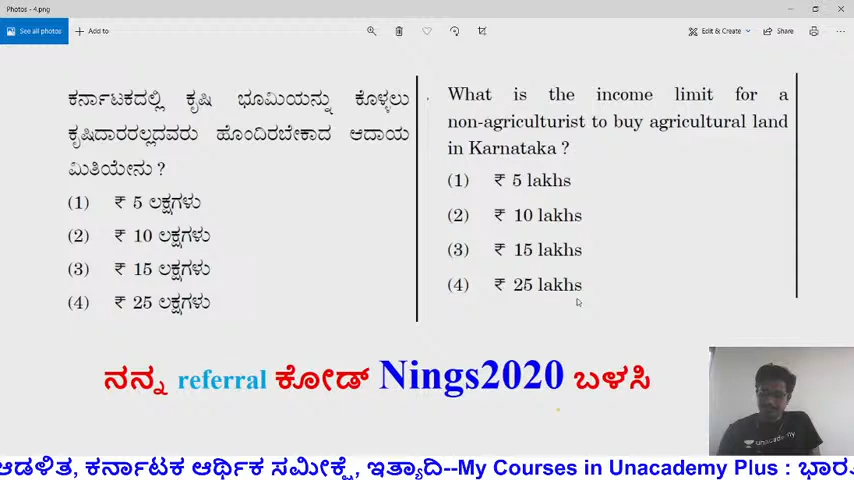 Photos - 4.png
See all photos
Add to
Edit & Create
Share
ಕರ್ನಾಟಕದಲ್ಲಿ ಕೃಷಿ ಭೂಮಿಯನ್ನು ಕೊಳ್ಳಲು
ಕೃಷಿದಾರರಲ್ಲದವರು ಹೊಂದಿರಬೇಕಾದ ಆದಾಯ
ಮಿತಿಯೇನು ?
(1) ₹ 5 ಲಕ್ಷಗಳು
(2) ₹ 10 ಲಕ್ಷಗಳು
(3) ₹ 15 ಲಕ್ಷಗಳು
(4) ₹ 25 ಲಕ್ಷಗಳು
What is the income limit for a
non-agriculturist to buy agricultural land
in Karnataka ?
(1) ₹ 5 lakhs
(2) ₹ 10 lakhs
(3) ₹ 15 lakhs
(4) ₹ 25 lakhs
ನನ್ನ referral ಕೋಡ್ Nings2020 ಬಳಸಿ
unacademy
ಆಡಳಿತ, ಕರ್ನಾಟಕ ಆರ್ಥಿಕ ಸಮೀಕ್ಷೆ, ಇತ್ಯಾದಿ--My Courses in Unacademy Plus : ಭಾರತ